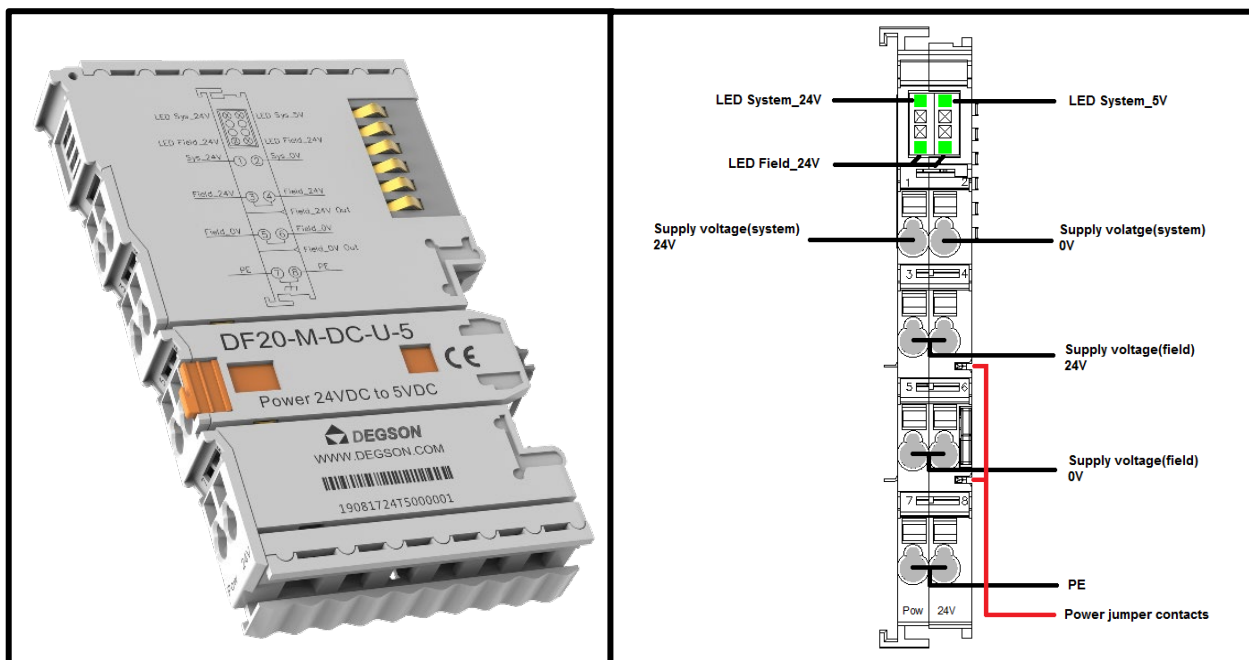 LED Sys_24V
LED Sys_5V
LED Field_24V
LED Field_24V
Sys_24V
1
2
Sys_0V
Field_24V
3
4
Field_24V
Field_24V Out
Field_0V
5
6
Field_0V
Field_0V Out
PE
7
8
PE
DF20-M-DC-U-5
CE
Power 24VDC to 5VDC
DEGSON
WWW.DEGSON.COM
19081724TS000001
Pow 24V
LED System_24V
LED System_5V
LED Field_24V
1 2
Supply voltage(system)
24V
Supply volatge(system)
0V
3 4
Supply voltage(field)
24V
5 6
Supply voltage(field)
0V
7 8
PE
Pow 24V
Power jumper contacts